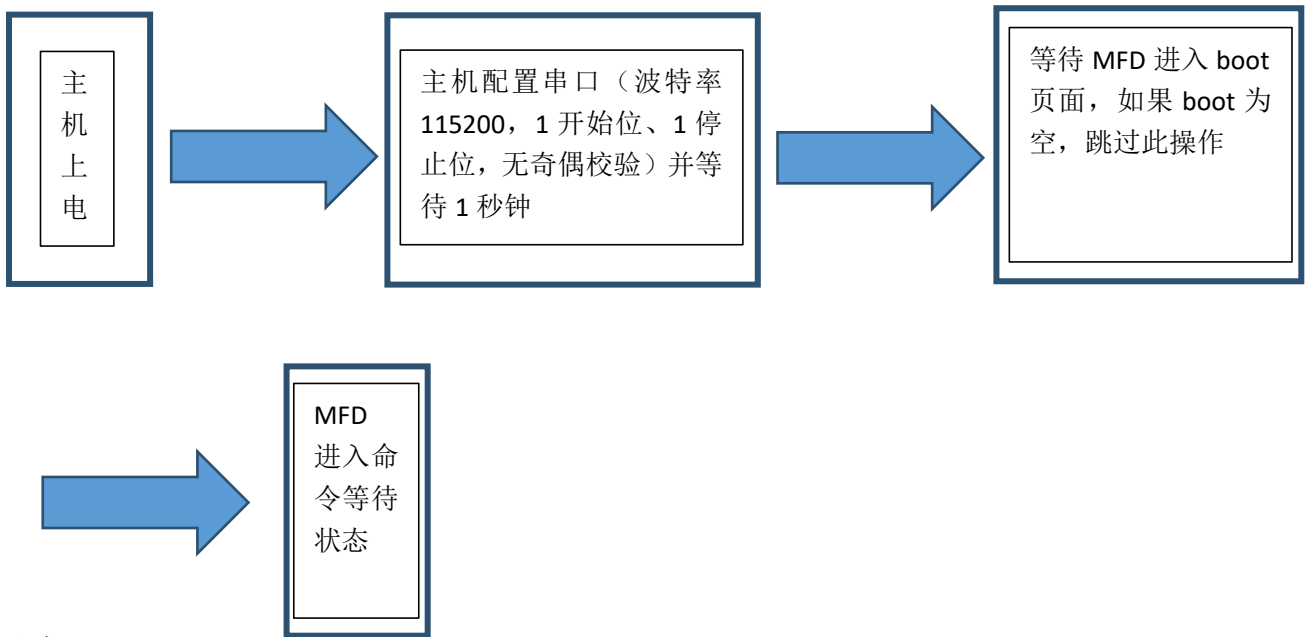 主
机
上
电
主机配置串口（波特率
115200，1 开始位、1 停
止位，无奇偶校验）并等
待 1 秒钟
等待 MFD 进入 boot
页面，如果 boot 为
空，跳过此操作
MFD
进入命
令等待
状态